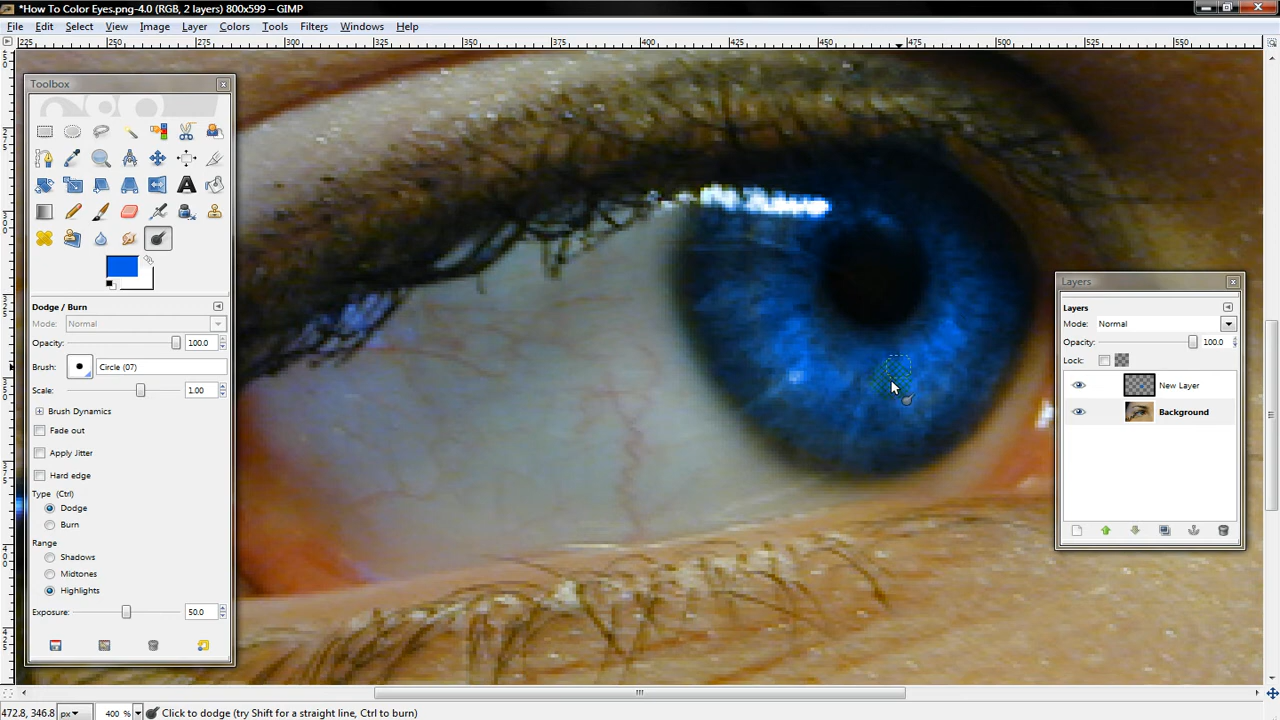 *How To Color Eyes.png-4.0 (RGB, 2 layers) 800x599 – GIMP
File Edit Select View Image Layer Colors Tools Filters Windows Help
225 250 275 300 325 350 375 400 425 450 475 500 525 550
Toolbox
Dodge / Burn
Mode: Normal
Opacity: 100.0
Brush: Circle (07)
Scale: 1.00
Brush Dynamics
Fade out
Apply Jitter
Hard edge
Type (Ctrl)
Dodge
Burn
Range
Shadows
Midtones
Highlights
Exposure: 50.0
Layers
Layers
Mode: Normal
Opacity: 100.0
Lock:
New Layer
Background
472.8, 346.8 px 400 % Click to dodge (try Shift for a straight line, Ctrl to burn)